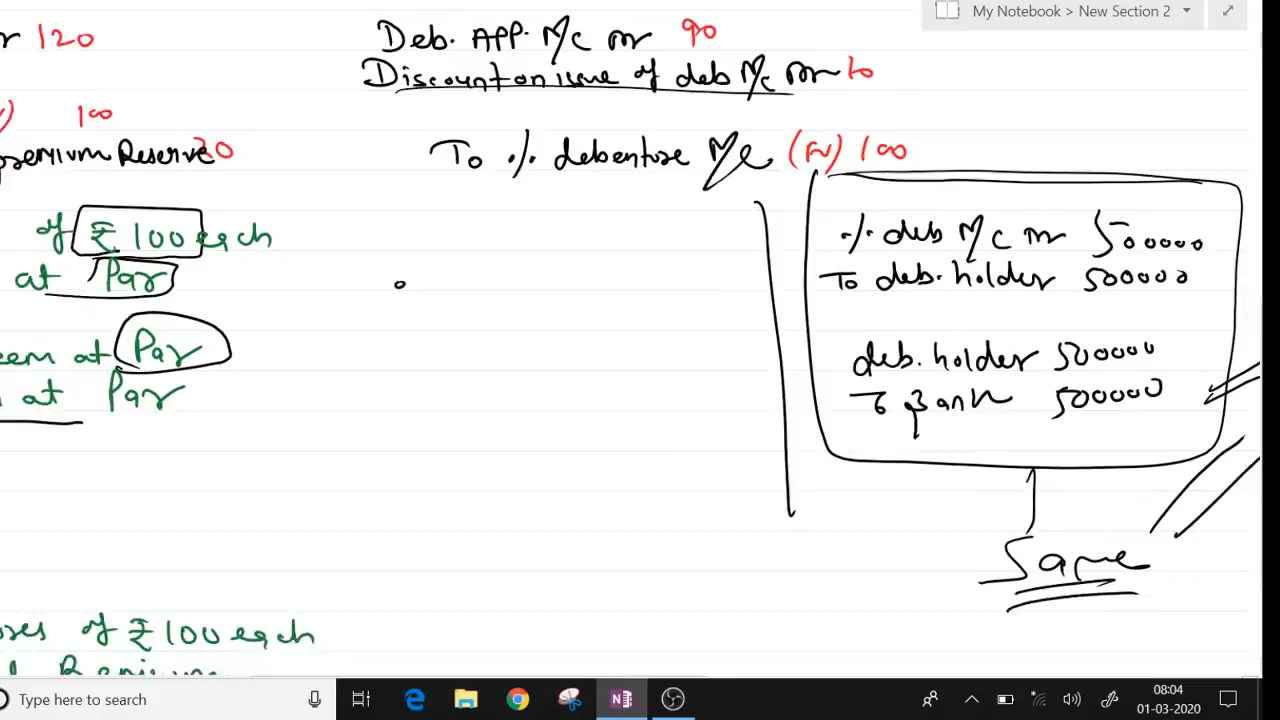 My Notebook > New Section 2
r 120
Deb. APP. A/c Dr 90
Discount on issue of deb A/c Dr 10
) 100
premium Reserve 20
To % debenture A/c (FV) 100
of ₹ 100 each
at Par
eem at Par
at Par
% deb A/c Dr 500000
To deb. holder 500000
deb. holder 500000
To Bank 500000
Same
res of ₹ 100 each
Type here to search
08:04
01-03-2020